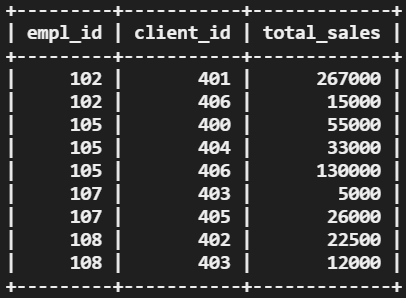 +---------+-----------+-------------+
| empl_id | client_id | total_sales |
+---------+-----------+-------------+
|     102 |       401 |      267000 |
|     102 |       406 |       15000 |
|     105 |       400 |       55000 |
|     105 |       404 |       33000 |
|     105 |       406 |      130000 |
|     107 |       403 |        5000 |
|     107 |       405 |       26000 |
|     108 |       402 |       22500 |
|     108 |       403 |       12000 |
+---------+-----------+-------------+